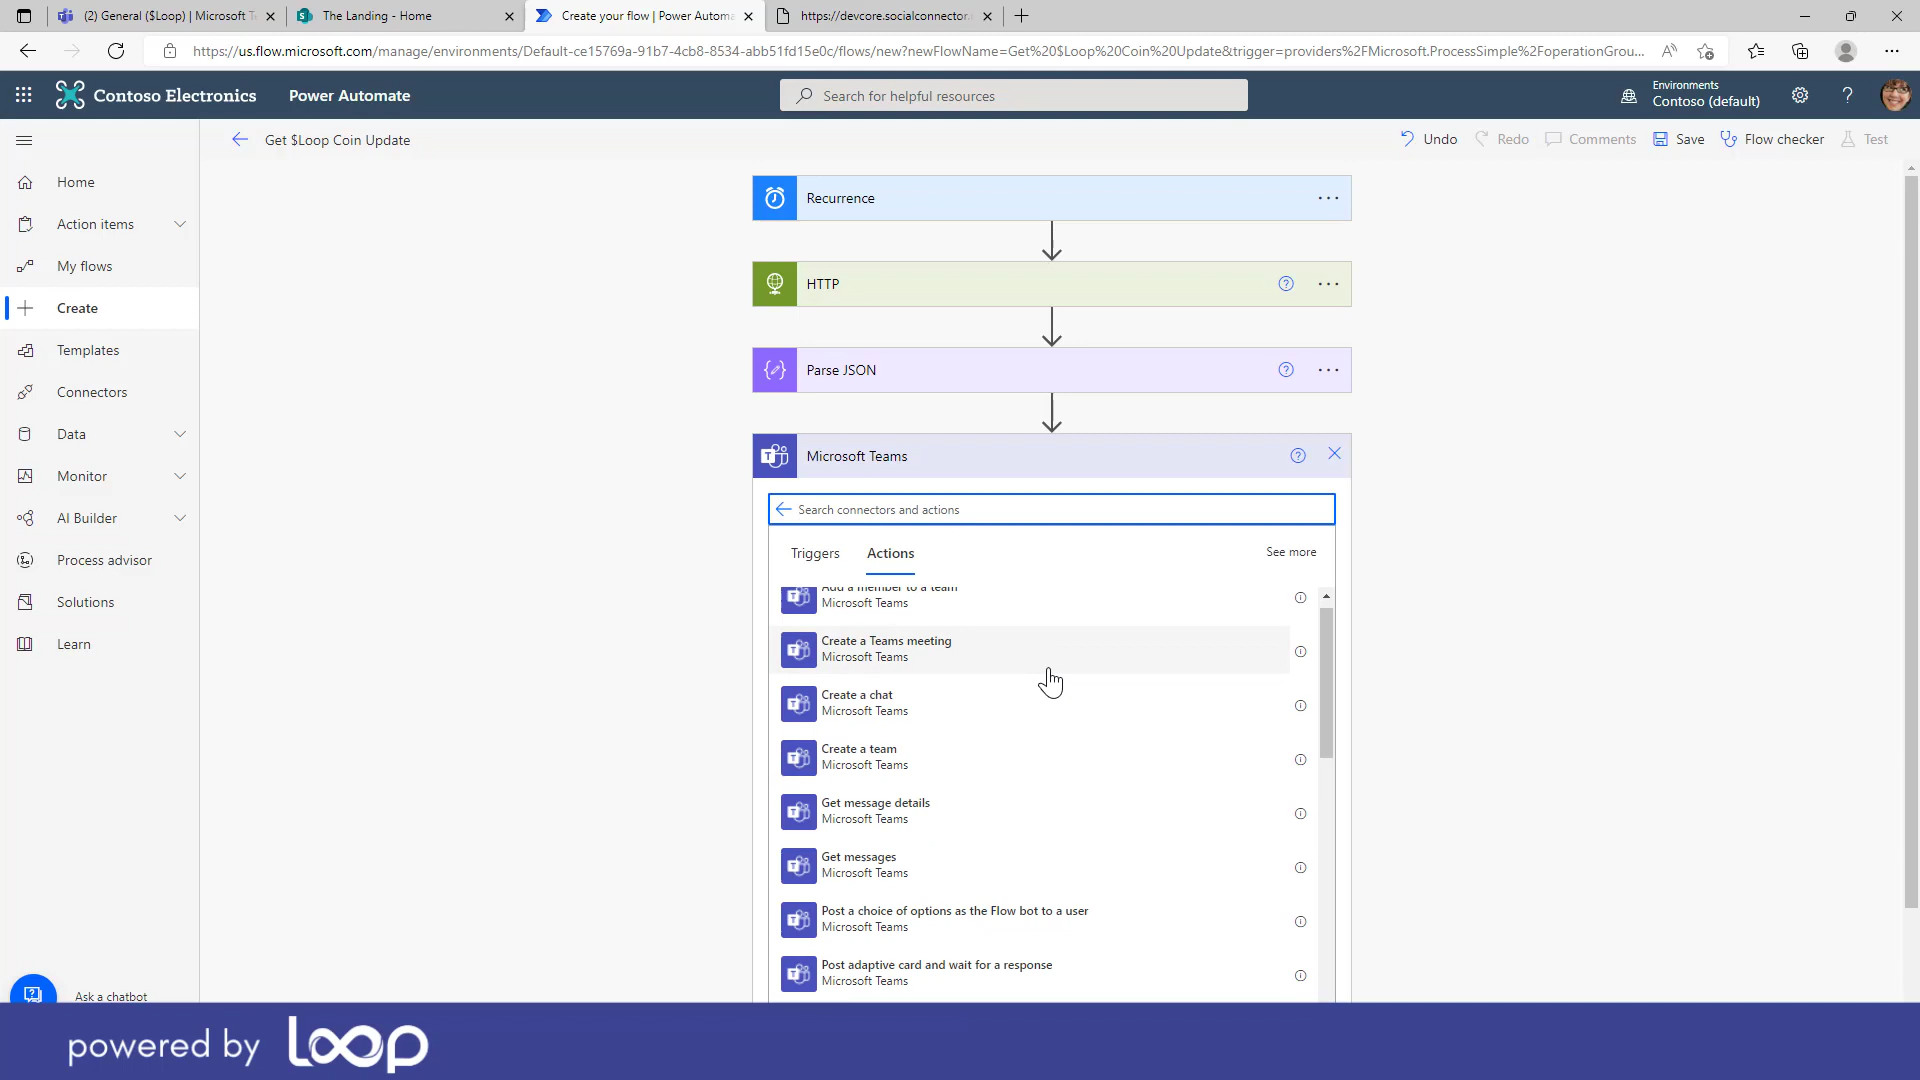 (2) General ($Loop) | Microsoft Te
The Landing - Home
Create your flow | Power Automa
https://devcore.socialconnector.
https://us.flow.microsoft.com/manage/environments/Default-ce15769a-91b7-4cb8-8534-abb51fd15e0c/flows/new?newFlowName=Get%20$Loop%20Coin%20Update&trigger=providers%2FMicrosoft.ProcessSimple%2FoperationGrou...
Contoso Electronics
Power Automate
Search for helpful resources
Environments
Contoso (default)
Get $Loop Coin Update
Undo
Redo
Comments
Save
Flow checker
Test
Home
Action items
My flows
Create
Templates
Connectors
Data
Monitor
AI Builder
Process advisor
Solutions
Learn
Ask a chatbot
Recurrence
HTTP
Parse JSON
Microsoft Teams
Search connectors and actions
Triggers
Actions
See more
Add a member to a team
Microsoft Teams
Create a Teams meeting
Microsoft Teams
Create a chat
Microsoft Teams
Create a team
Microsoft Teams
Get message details
Microsoft Teams
Get messages
Microsoft Teams
Post a choice of options as the Flow bot to a user
Microsoft Teams
Post adaptive card and wait for a response
Microsoft Teams
powered by loop